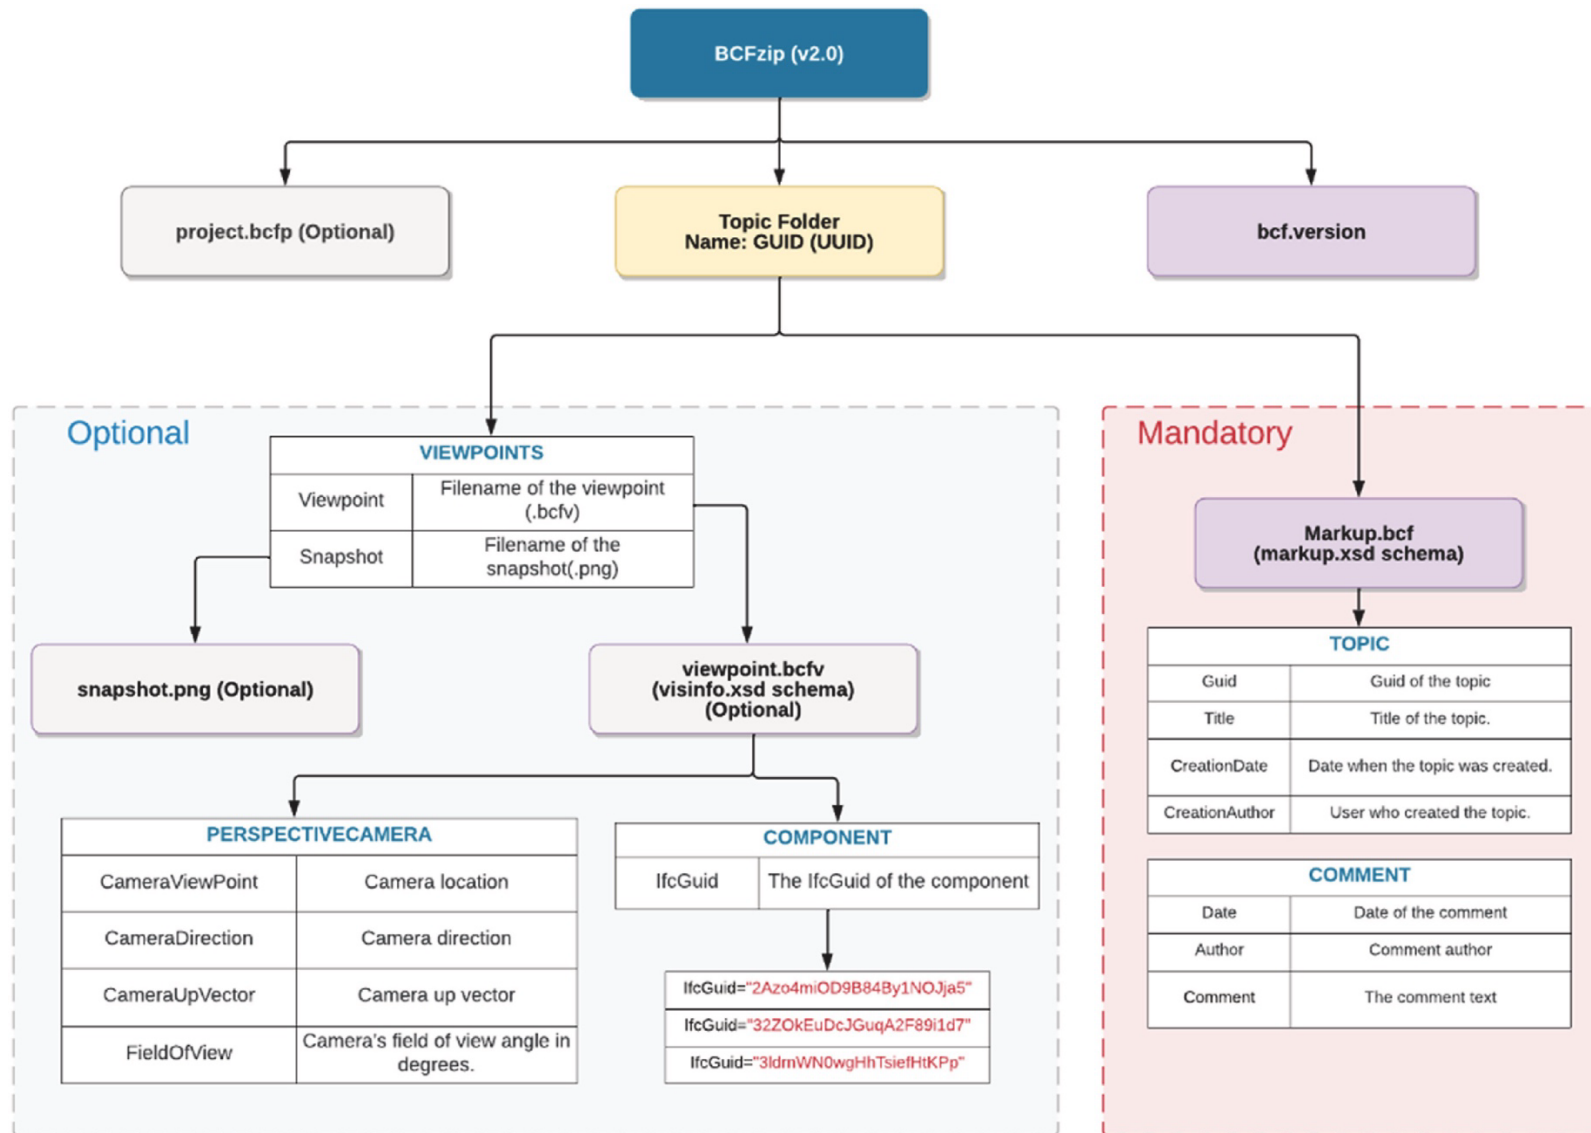 BCFzip (v2.0)
project.bcfp (Optional)
Topic Folder
Name: GUID (UUID)
bcf.version
Optional
VIEWPOINTS
Viewpoint
Filename of the viewpoint
(.bcfv)
Snapshot
Filename of the
snapshot(.png)
snapshot.png (Optional)
viewpoint.bcfv
(visinfo.xsd schema)
(Optional)
PERSPECTIVECAMERA
CameraViewPoint
Camera location
CameraDirection
Camera direction
CameraUpVector
Camera up vector
FieldOfView
Camera's field of view angle in
degrees.
COMPONENT
IfcGuid
The IfcGuid of the component
IfcGuid="2Azo4miOD9B84By1NOJja5"
IfcGuid="32ZOkEuDcJGuqA2F89i1d7"
IfcGuid="3ldmWN0wgHhTsiefHtKPp"
Mandatory
Markup.bcf
(markup.xsd schema)
TOPIC
Guid
Guid of the topic
Title
Title of the topic.
CreationDate
Date when the topic was created.
CreationAuthor
User who created the topic.
COMMENT
Date
Date of the comment
Author
Comment author
Comment
The comment text